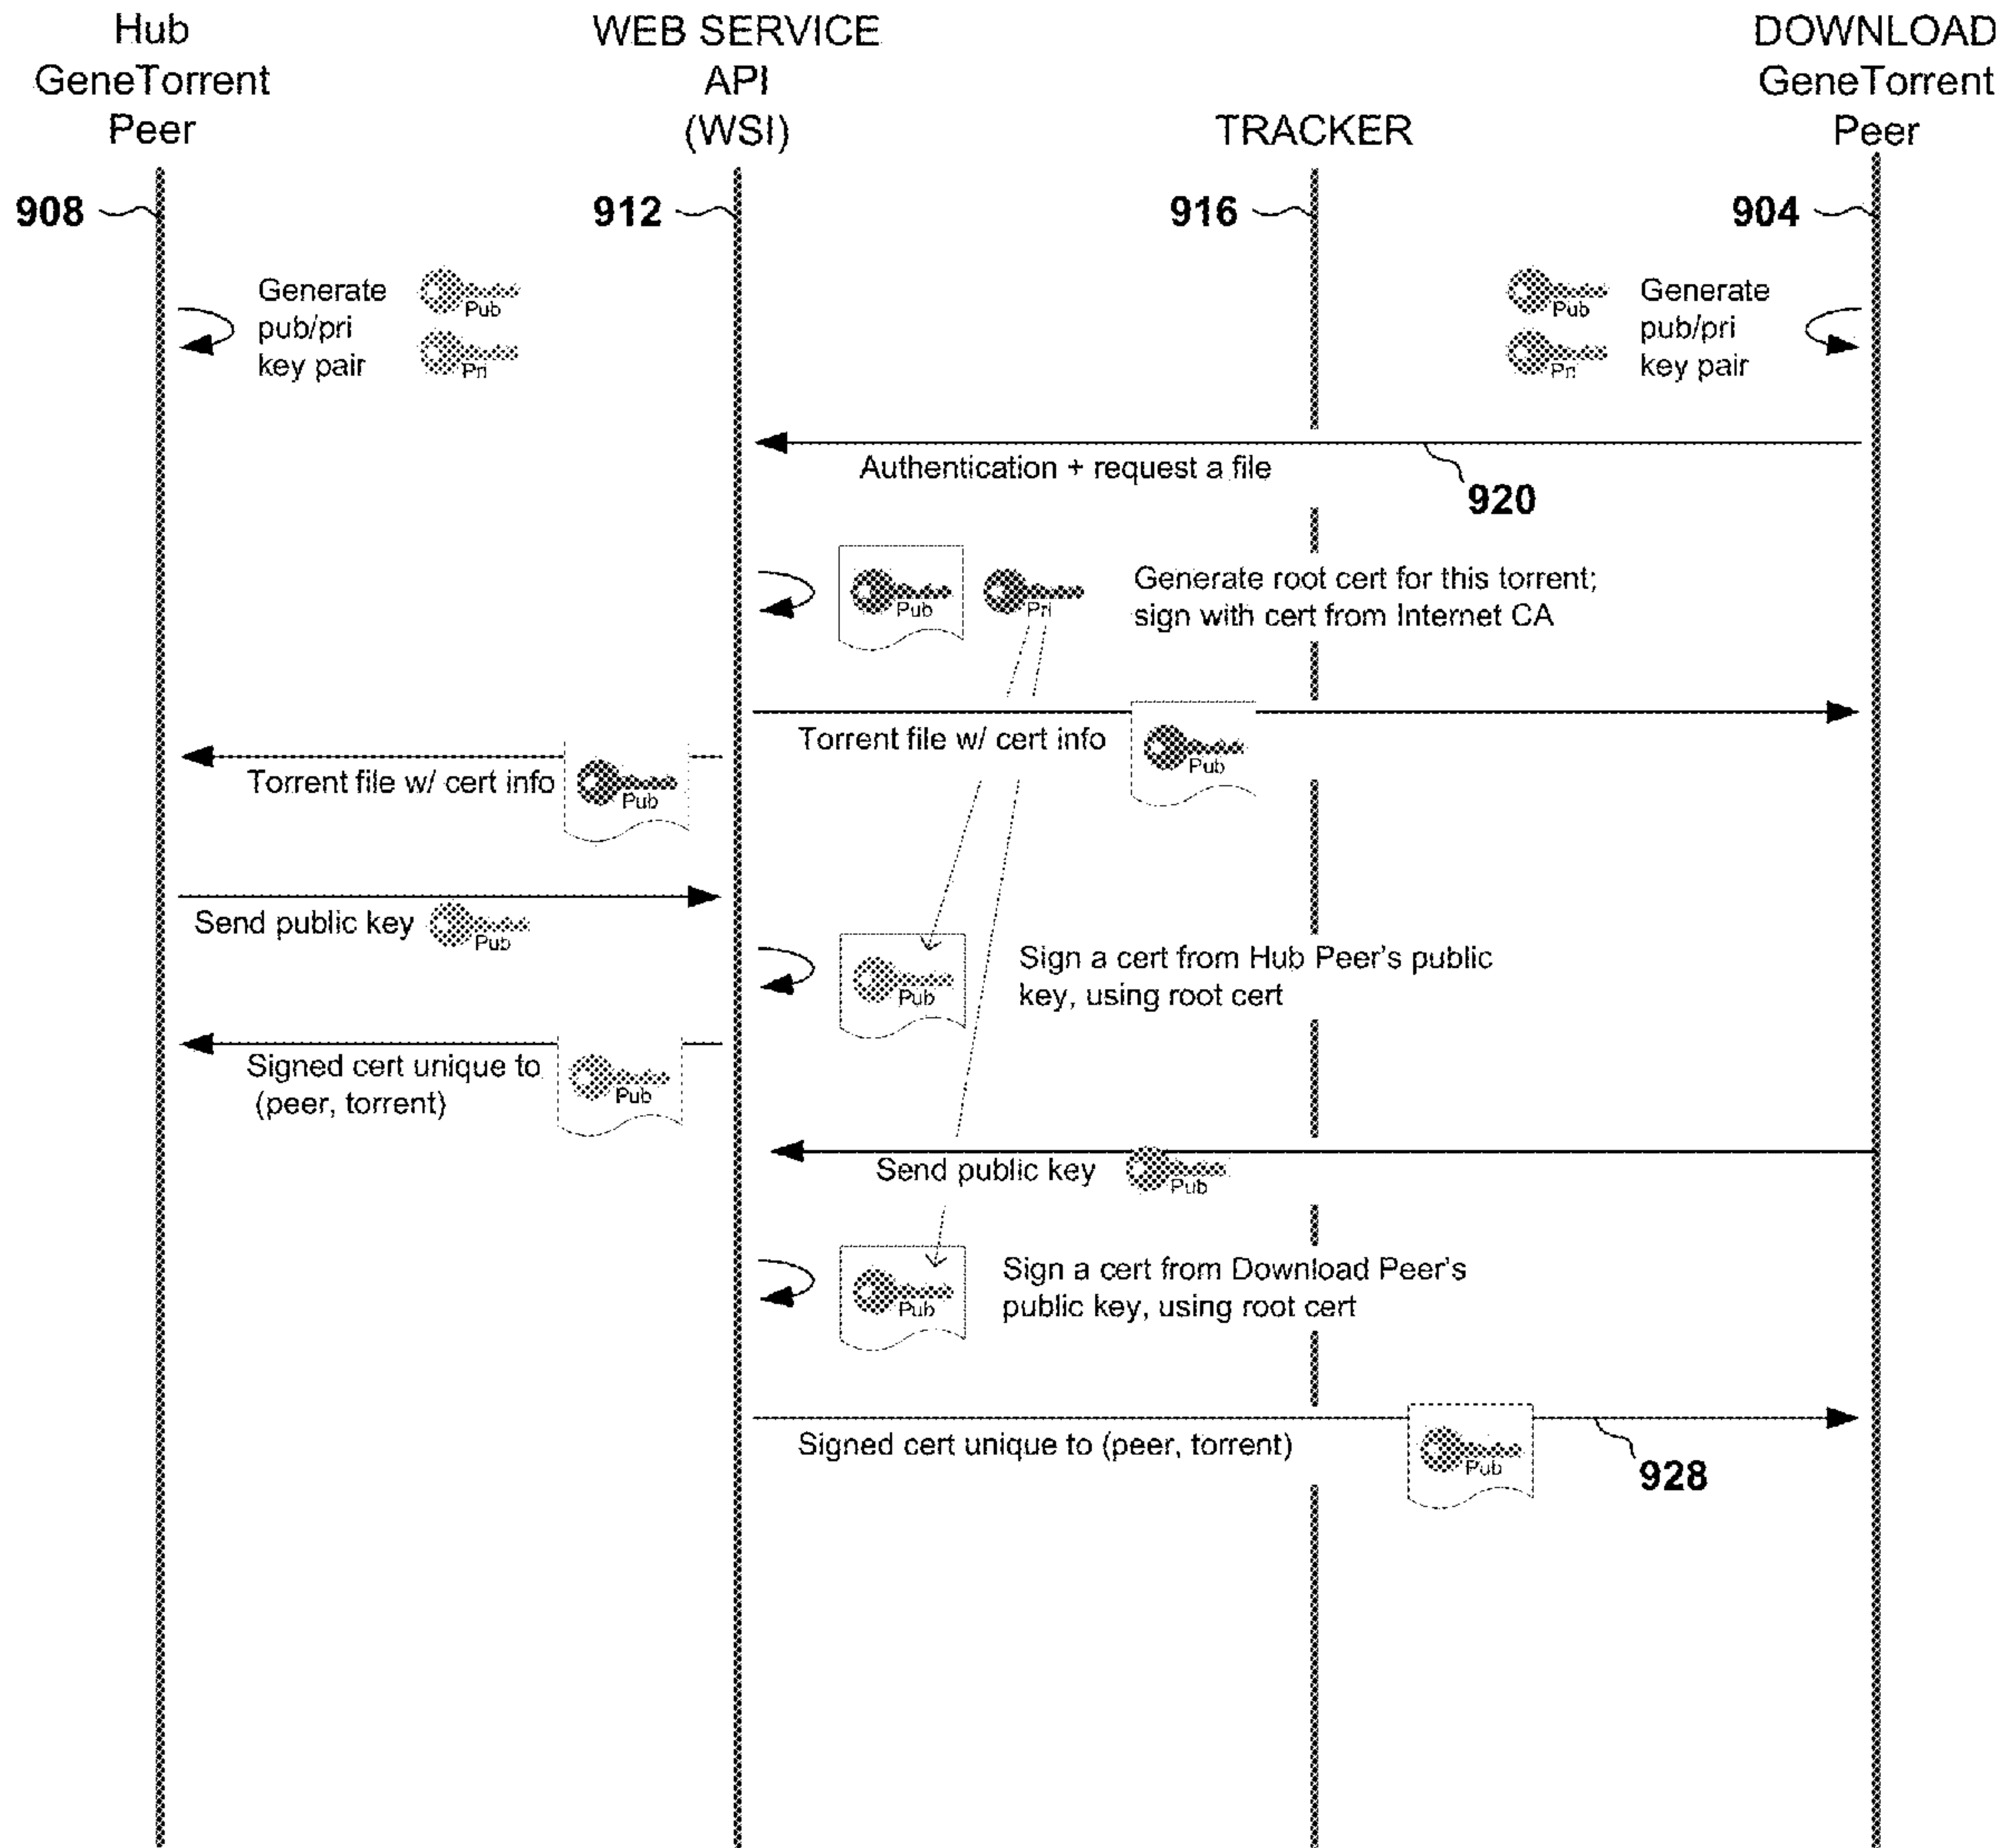 Hub
GeneTorrent
Peer
WEB SERVICE
API
(WSI)
TRACKER
DOWNLOAD
GeneTorrent
Peer
908
912
916
904
Generate
pub/pri
key pair
Pub
Pri
Pub
Pri
Generate
pub/pri
key pair
Authentication + request a file
920
Pub
Pri
Generate root cert for this torrent;
sign with cert from Internet CA
Torrent file w/ cert info
Pub
Torrent file w/ cert info
Pub
Send public key
Pub
Pub
Sign a cert from Hub Peer's public
key, using root cert
Signed cert unique to
(peer, torrent)
Pub
Send public key
Pub
Pub
Sign a cert from Download Peer's
public key, using root cert
Signed cert unique to (peer, torrent)
Pub
928